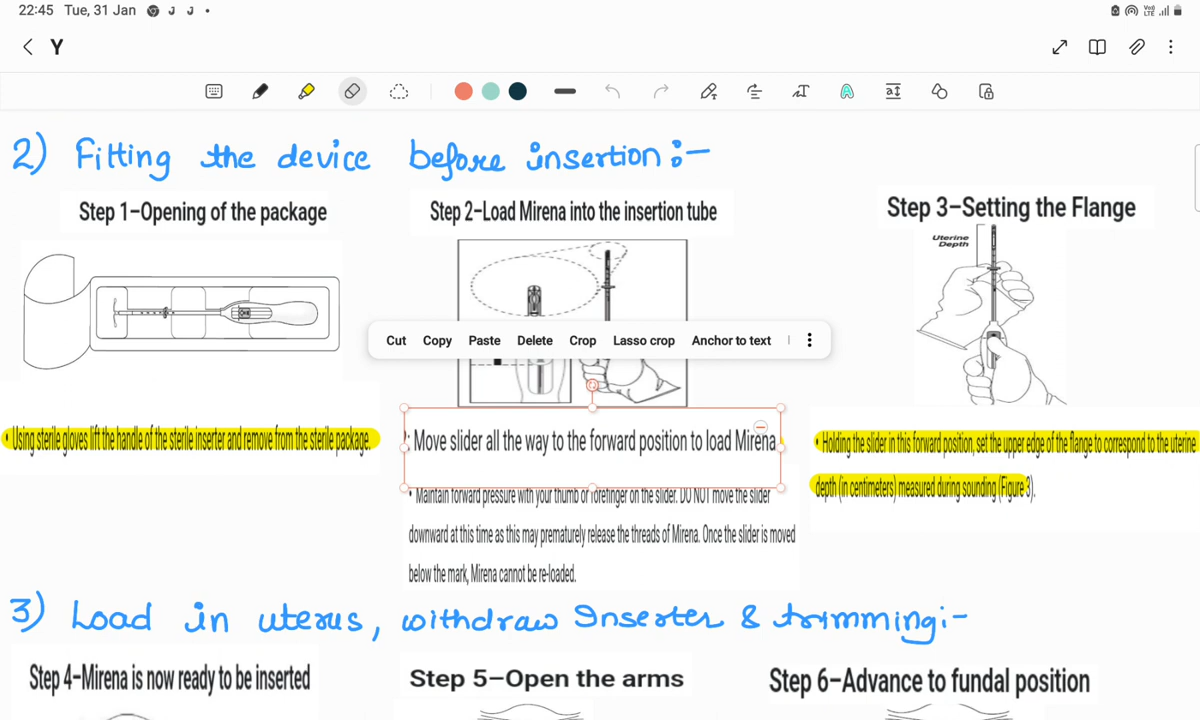 22:45 Tue, 31 Jan
Y
2) Fitting the device before insertion :-
Step 1–Opening of the package
Step 2–Load Mirena into the insertion tube
Step 3–Setting the Flange
Uterine
Depth
Cut Copy Paste Delete Crop Lasso crop Anchor to text
• Using sterile gloves lift the handle of the sterile inserter and remove from the sterile package.
: Move slider all the way to the forward position to load Mirena
• Maintain forward pressure with your thumb or forefinger on the slider. DO NOT move the slider
downward at this time as this may prematurely release the threads of Mirena. Once the slider is moved
below the mark, Mirena cannot be re-loaded.
• Holding the slider in this forward position, set the upper edge of the flange to correspond to the uterine
depth (in centimeters) measured during sounding (Figure 3).
3) Load in uterus, withdraw Inserter & trimming:-
Step 4–Mirena is now ready to be inserted
Step 5–Open the arms
Step 6–Advance to fundal position